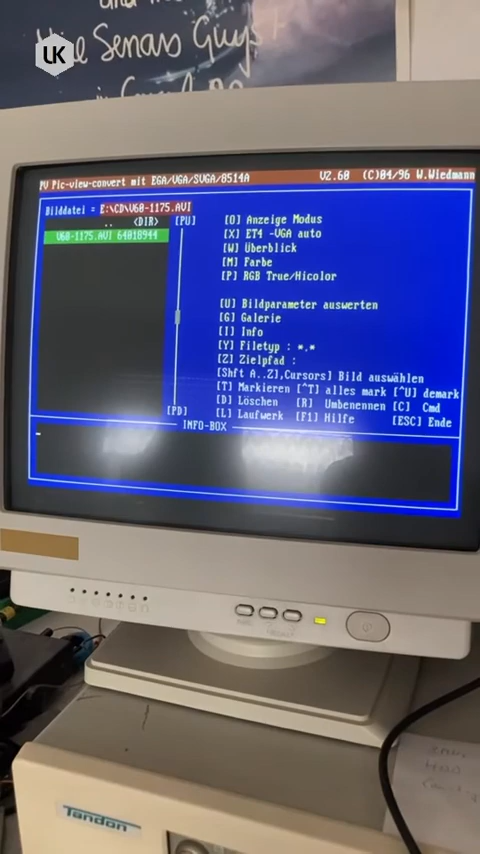 Senars Guys
UK
PV Pic-view-convert mit EGA/VGA/SVGA/8514A V2.60 (C)04/96 W.Wiedmann
Bilddatei = E:\CD\V60-1175.AVI
.. <DIR> [PU]
V60-1175.AVI 64018944
[O] Anzeige Modus
[X] ET4 -VGA auto
[W] Überblick
[M] Farbe
[P] RGB True/Hicolor
[U] Bildparameter auswerten
[G] Galerie
[I] Info
[Y] Filetyp : *.*
[Z] Zielpfad :
[Shft A..Z],Cursors] Bild auswählen
[T] Markieren [^T] alles mark [^U] demark
[D] Löschen [R] Umbenennen [C] Cmd
[PD] [L] Laufwerk [F1] Hilfe [ESC] Ende
INFO-BOX
Tandon